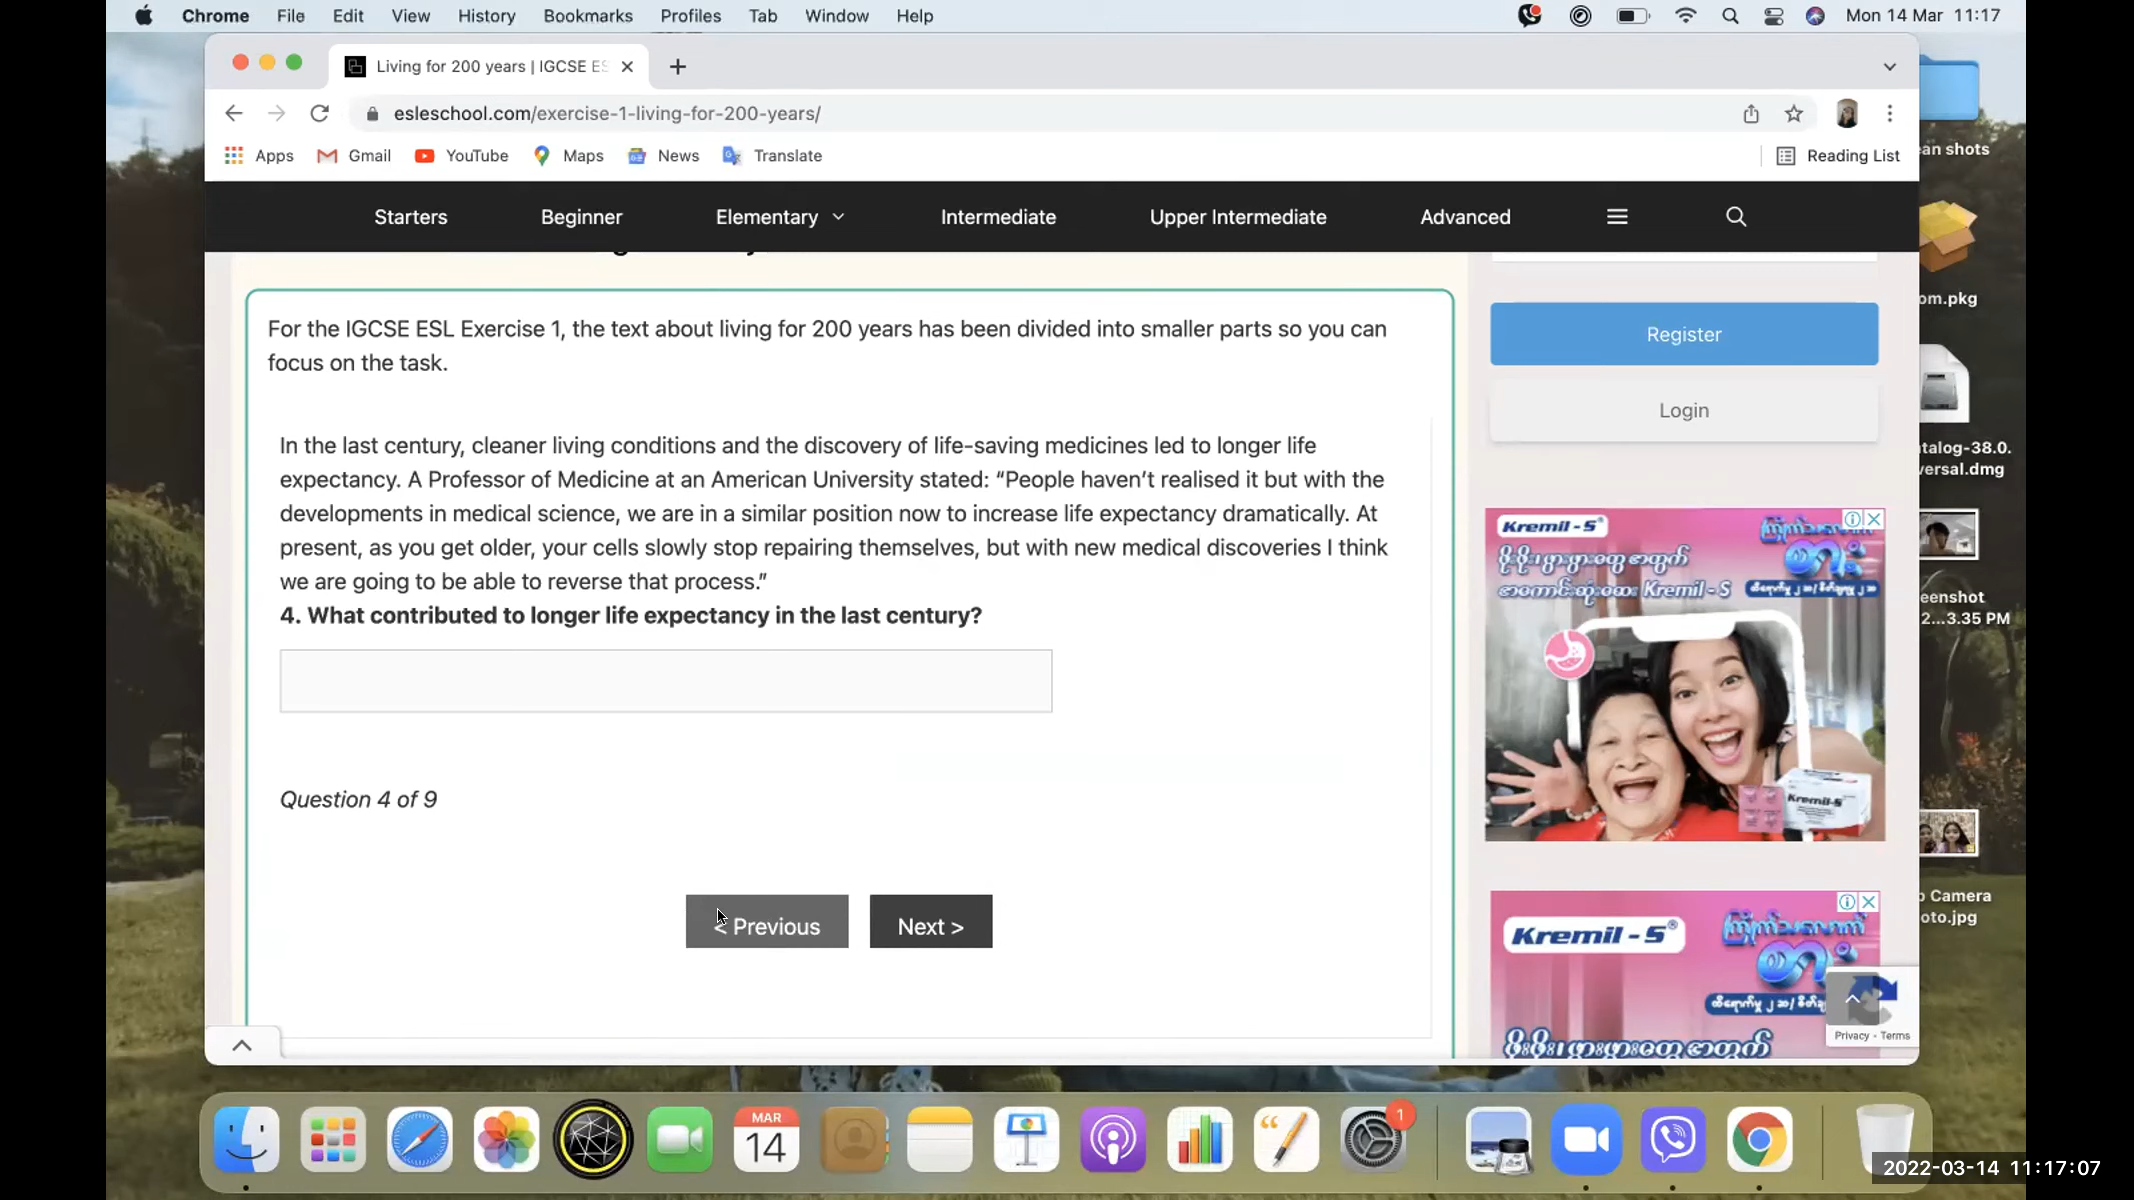 Chrome File Edit View History Bookmarks Profiles Tab Window Help Mon 14 Mar 11:17
Living for 200 years | IGCSE ES
esleschool.com/exercise-1-living-for-200-years/
Apps Gmail YouTube Maps News Translate Reading List
Starters Beginner Elementary Intermediate Upper Intermediate Advanced
For the IGCSE ESL Exercise 1, the text about living for 200 years has been divided into smaller parts so you can
focus on the task.
In the last century, cleaner living conditions and the discovery of life-saving medicines led to longer life
expectancy. A Professor of Medicine at an American University stated: “People haven’t realised it but with the
developments in medical science, we are in a similar position now to increase life expectancy dramatically. At
present, as you get older, your cells slowly stop repairing themselves, but with new medical discoveries I think
we are going to be able to reverse that process.”
4. What contributed to longer life expectancy in the last century?
Question 4 of 9
< Previous Next >
Register
Login
Kremil-S
Kremil - S
Kremil-S
Kremil - S®
Privacy - Terms
ean shots
om.pkg
atalog-38.0.
versal.dmg
eenshot
2...3.35 PM
o Camera
oto.jpg
MAR
14
1
2022-03-14 11:17:07